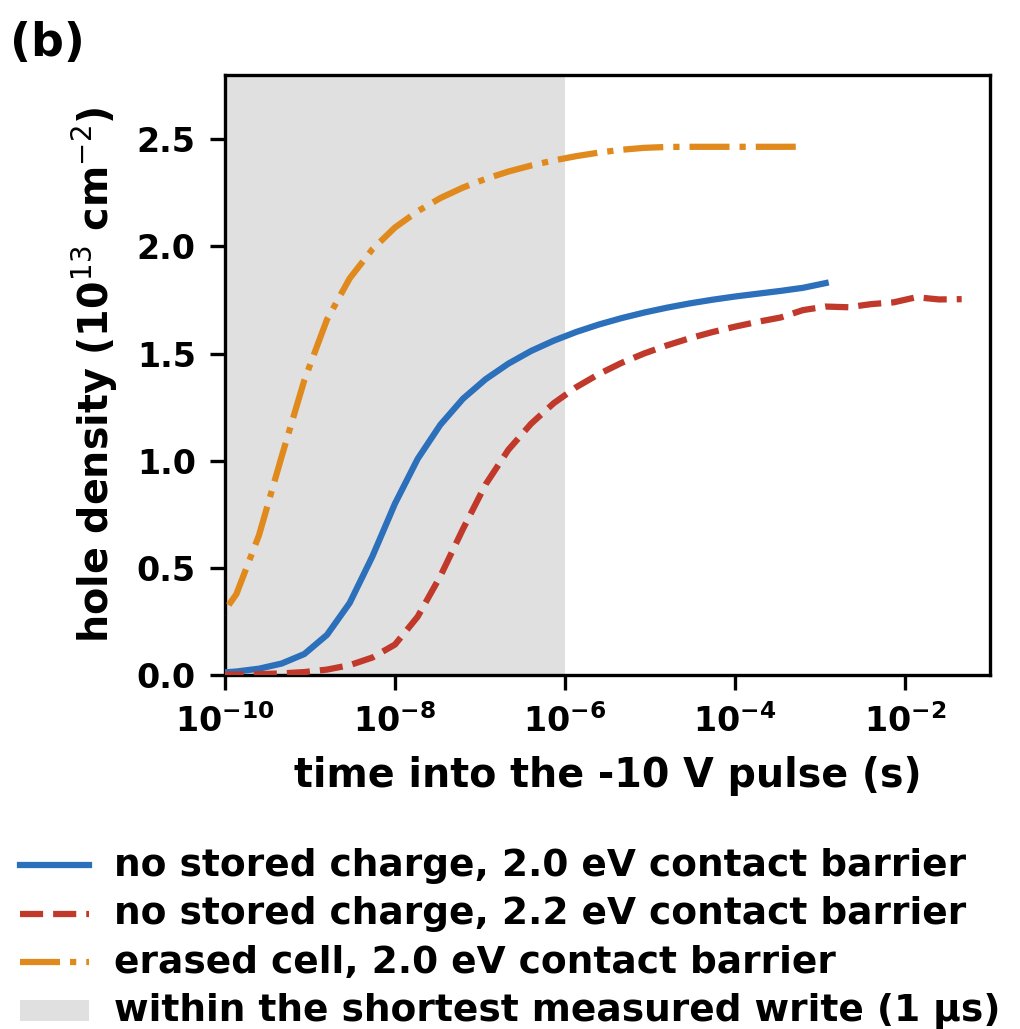 (b)
hole density (10¹³ cm⁻²)
2.5
2.0
1.5
1.0
0.5
0.0
10⁻¹⁰ 10⁻⁸ 10⁻⁶ 10⁻⁴ 10⁻²
time into the -10 V pulse (s)
no stored charge, 2.0 eV contact barrier
no stored charge, 2.2 eV contact barrier
erased cell, 2.0 eV contact barrier
within the shortest measured write (1 μs)